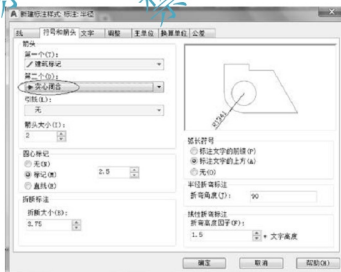 新建标注样式: 标注: 半径
线 符号和箭头 文字 调整 主单位 换算单位 公差
箭头
第一个(T):
建筑标记
第二个(D):
实心闭合
引线(L):
无
箭头大小(I):
2
圆心标记
无(N)
标记(M)
2.5
直线(E)
折断标注
折断大小(B):
3.75
弧长符号
标注文字的前缀(P)
标注文字的上方(A)
无(O)
半径折弯标注
折弯角度(J): 90
线性折弯标注
折弯高度因子(F):
1.5 * 文字高度
确定 取消 帮助(H)